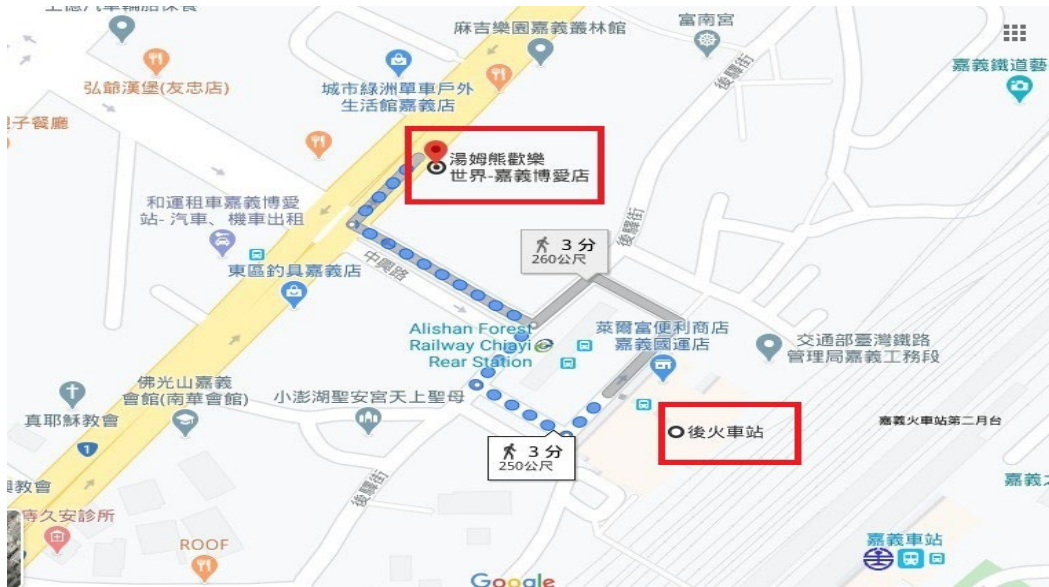 麻吉樂園嘉義叢林館
富南宮
後驛街
嘉義鐵道藝
弘爺漢堡(友忠店)
城市綠洲單車戶外
生活館嘉義店
子餐廳
湯姆熊歡樂
世界-嘉義博愛店
和運租車嘉義博愛
站-汽車、機車出租
後驛街
3 分
260公尺
中興路
東區釣具嘉義店
Alishan Forest
Railway Chiayi
Rear Station
萊爾富便利商店
嘉義國運店
交通部臺灣鐵路
管理局嘉義工務段
佛光山嘉義
會館(南華會館)
小澎湖聖安宮天上聖母
真耶穌教會
後火車站
嘉義火車站第二月台
1
3 分
250公尺
教會
後驛街
嘉義
久安診所
ROOF
嘉義車站
Google